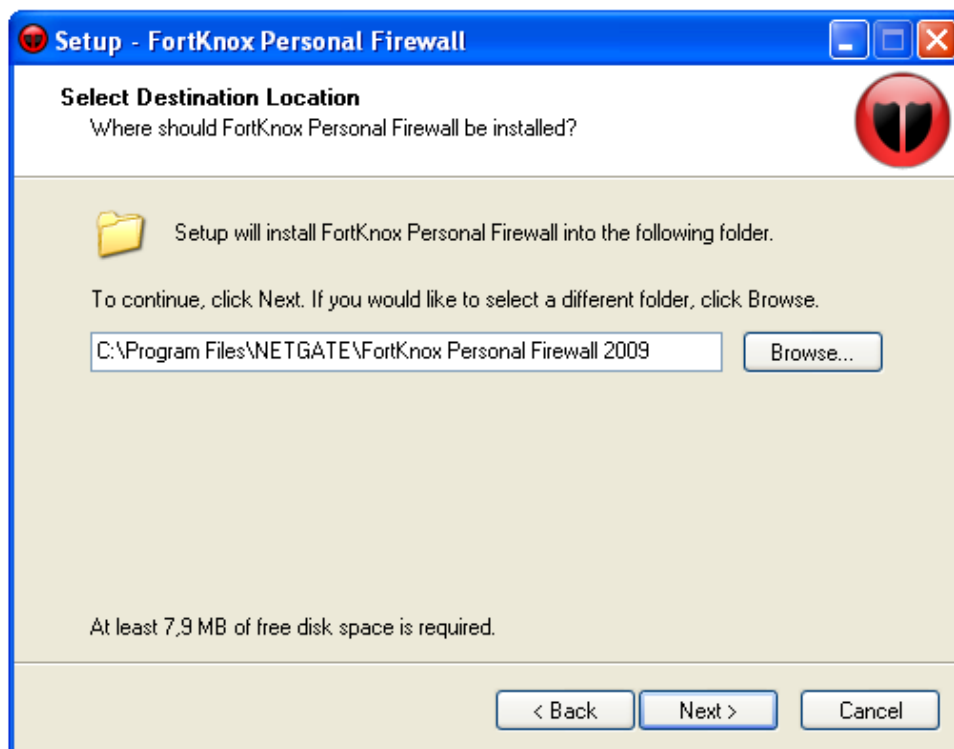 Setup - FortKnox Personal Firewall
Select Destination Location
Where should FortKnox Personal Firewall be installed?
Setup will install FortKnox Personal Firewall into the following folder.
To continue, click Next. If you would like to select a different folder, click Browse.
C:\Program Files\NETGATE\FortKnox Personal Firewall 2009
Browse...
At least 7,9 MB of free disk space is required.
< Back
Next >
Cancel